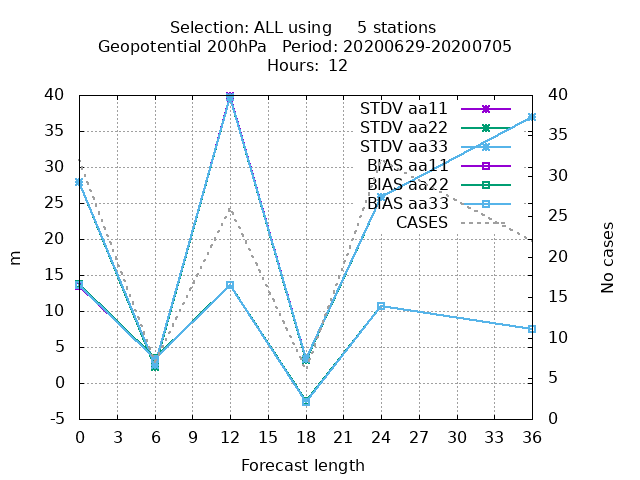 Selection: ALL using     5 stations
Geopotential 200hPa   Period: 20200629-20200705
Hours:  12
40
35
30
25
20
15
10
5
0
-5
m
STDV aa11
STDV aa22
STDV aa33
BIAS aa11
BIAS aa22
BIAS aa33
CASES
40
35
30
25
20
15
10
5
0
No cases
0 3 6 9 12 15 18 21 24 27 30 33 36
Forecast length